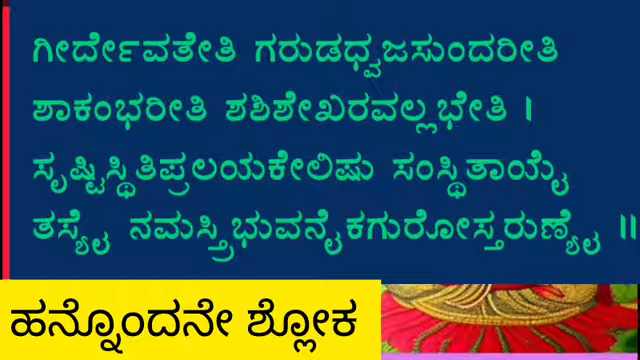 ಗೀರ್ದೇವತೇತಿ ಗರುಡಧ್ವಜಸುಂದರೀತಿ
ಶಾಕಂಭರೀತಿ ಶಶಿಶೇಖರವಲ್ಲಭೇತಿ ।
ಸೃಷ್ಟಿಸ್ಥಿತಿಪ್ರಲಯಕೇಲಿಷು ಸಂಸ್ಥಿತಾಯೈ
ತಸ್ಯೈ ನಮಸ್ತ್ರಿಭುವನೈಕಗುರೋಸ್ತರುಣ್ಯೈ ॥
ಹನ್ನೊಂದನೇ ಶ್ಲೋಕ